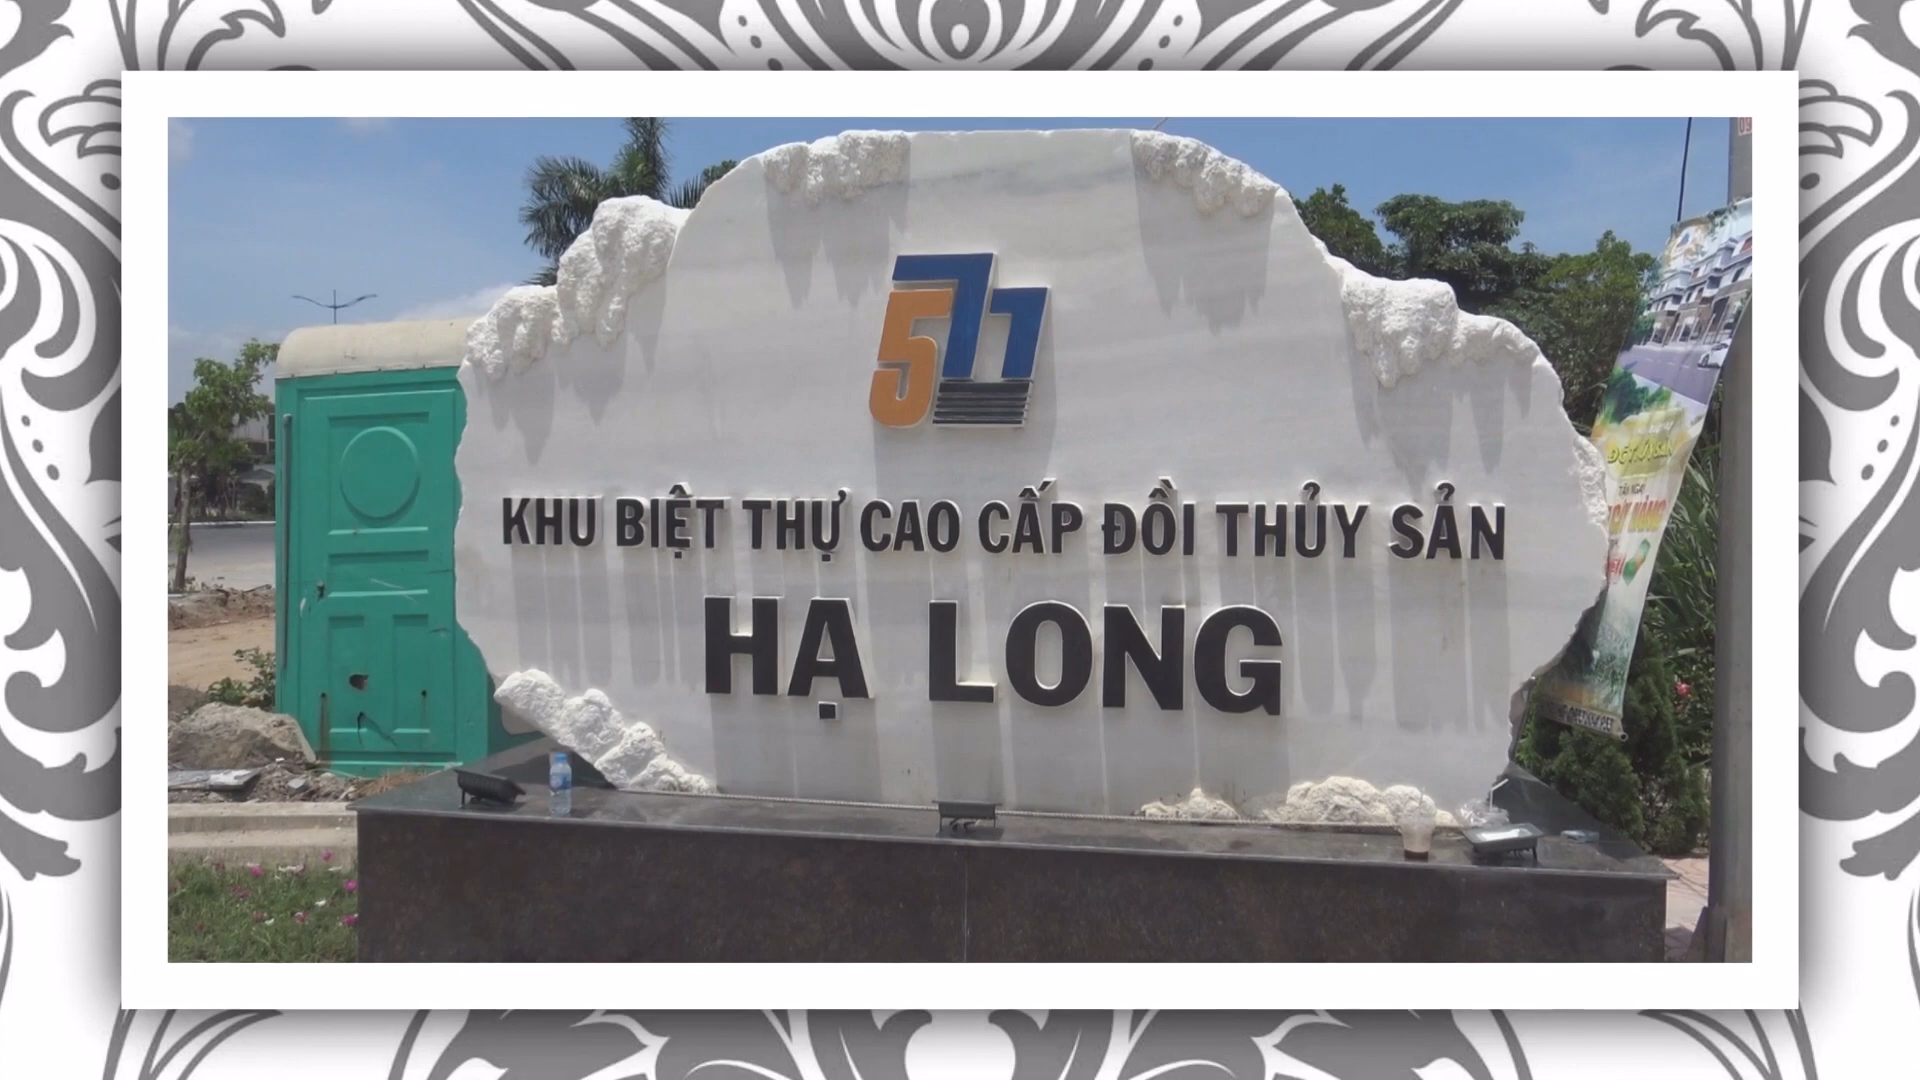 577
KHU BIỆT THỰ CAO CẤP ĐỒI THỦY SẢN
HẠ LONG